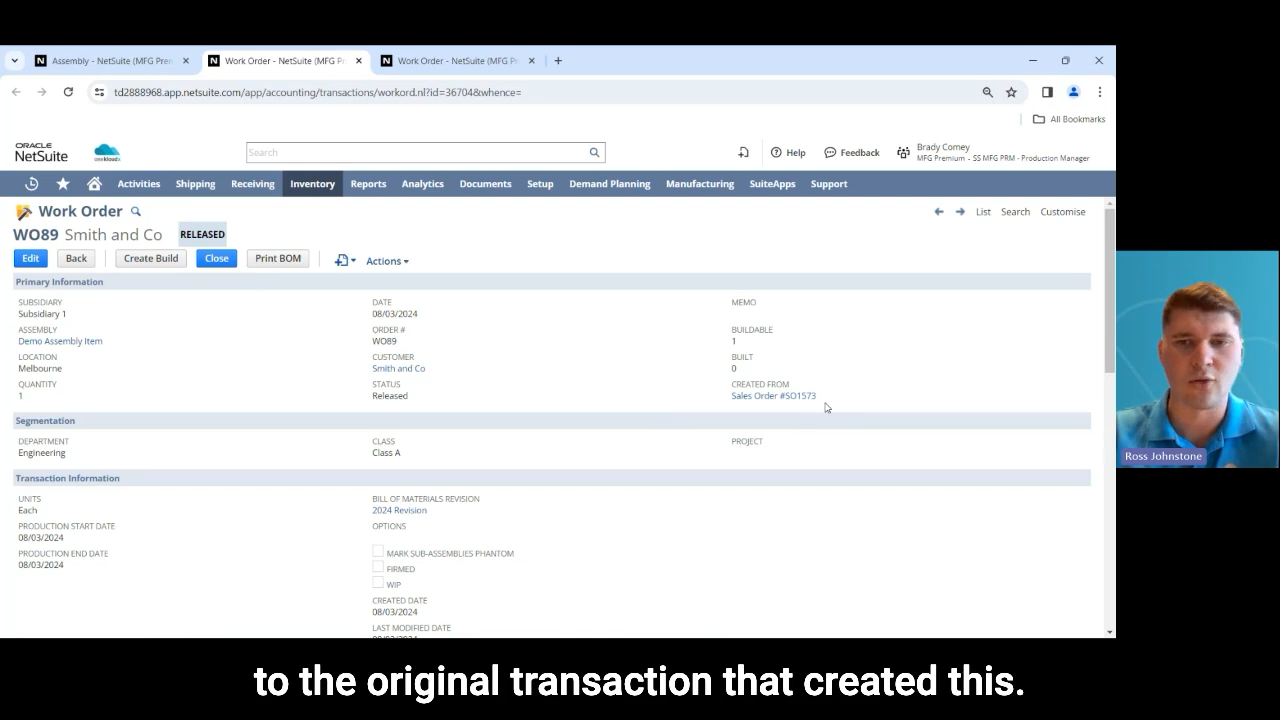 Assembly - NetSuite (MFG Prem
Work Order - NetSuite (MFG Pr
Work Order - NetSuite (MFG P
td2888968.app.netsuite.com/app/accounting/transactions/workord.nl?id=36704&whence=
All Bookmarks
ORACLE
NetSuite
onekloudx
Search
Help
Feedback
Brady Comey
MFG Premium - SS MFG PRM - Production Manager
Activities Shipping Receiving Inventory Reports Analytics Documents Setup Demand Planning Manufacturing SuiteApps Support
Work Order
List Search Customise
WO89 Smith and Co RELEASED
Edit Back Create Build Close Print BOM Actions
Primary Information
SUBSIDIARY
Subsidiary 1
ASSEMBLY
Demo Assembly Item
LOCATION
Melbourne
QUANTITY
1
DATE
08/03/2024
ORDER #
WO89
CUSTOMER
Smith and Co
STATUS
Released
MEMO
BUILDABLE
1
BUILT
0
CREATED FROM
Sales Order #SO1573
Segmentation
DEPARTMENT
Engineering
CLASS
Class A
PROJECT
Transaction Information
UNITS
Each
PRODUCTION START DATE
08/03/2024
PRODUCTION END DATE
08/03/2024
BILL OF MATERIALS REVISION
2024 Revision
OPTIONS
MARK SUB-ASSEMBLIES PHANTOM
FIRMED
WIP
CREATED DATE
08/03/2024
LAST MODIFIED DATE
Ross Johnstone
to the original transaction that created this.